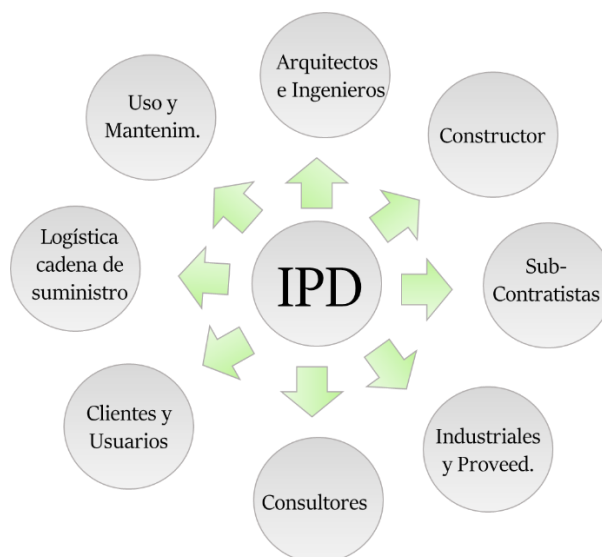 Arquitectos
e Ingenieros
Uso y
Mantenim.
Constructor
Logística
cadena de
suministro
IPD
Sub-
Contratistas
Clientes y
Usuarios
Industriales
y Proveed.
Consultores